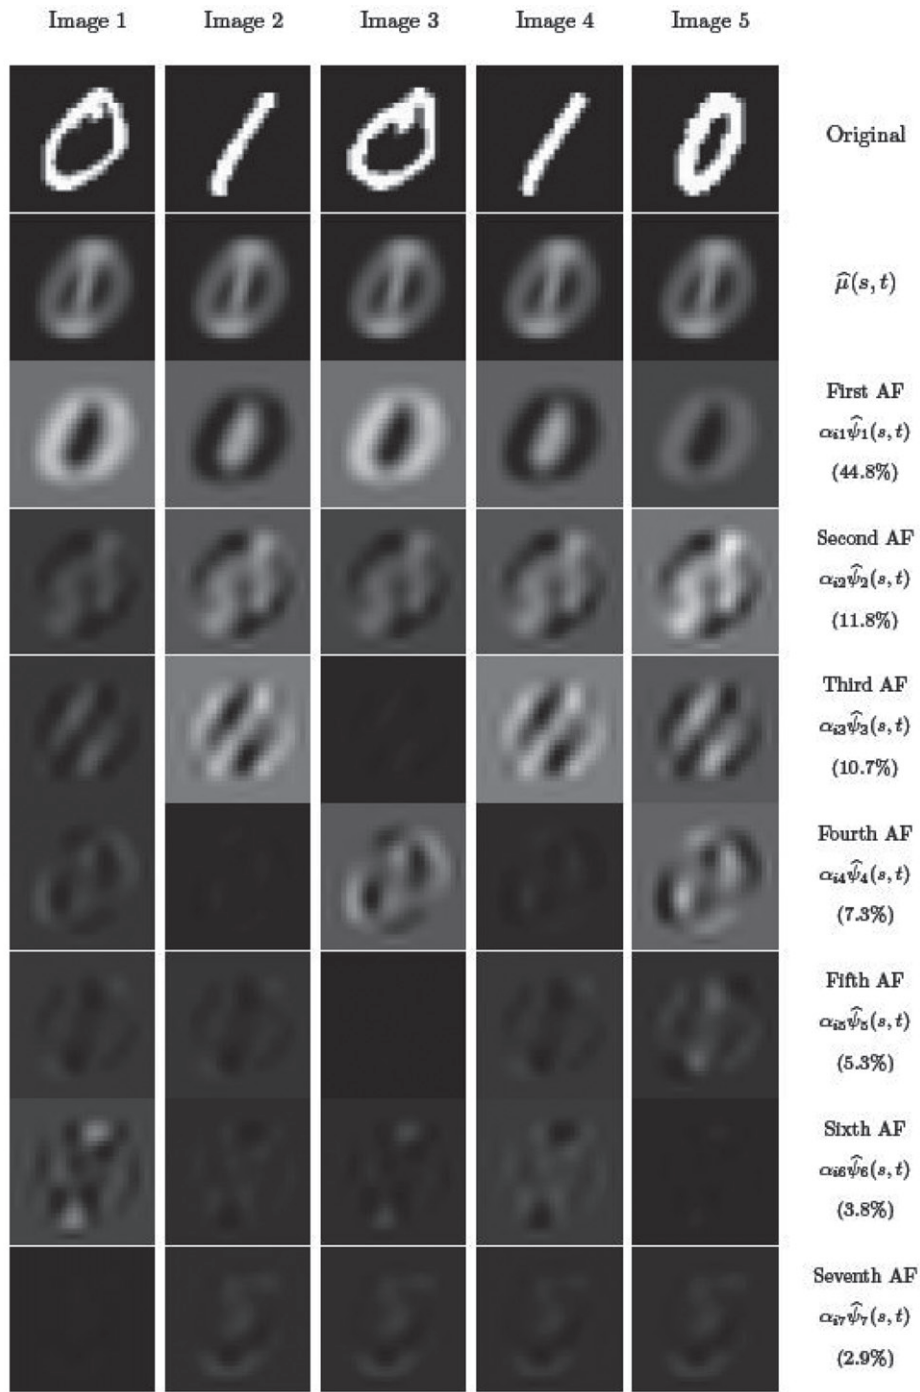 Image 1 Image 2 Image 3 Image 4 Image 5
Original
μ̂(s, t)
First AF
αᵢ₁ψ̂₁(s, t)
(44.8%)
Second AF
αᵢ₂ψ̂₂(s, t)
(11.8%)
Third AF
αᵢ₃ψ̂₃(s, t)
(10.7%)
Fourth AF
αᵢ₄ψ̂₄(s, t)
(7.3%)
Fifth AF
αᵢ₅ψ̂₅(s, t)
(5.3%)
Sixth AF
αᵢ₆ψ̂₆(s, t)
(3.8%)
Seventh AF
αᵢ₇ψ̂₇(s, t)
(2.9%)